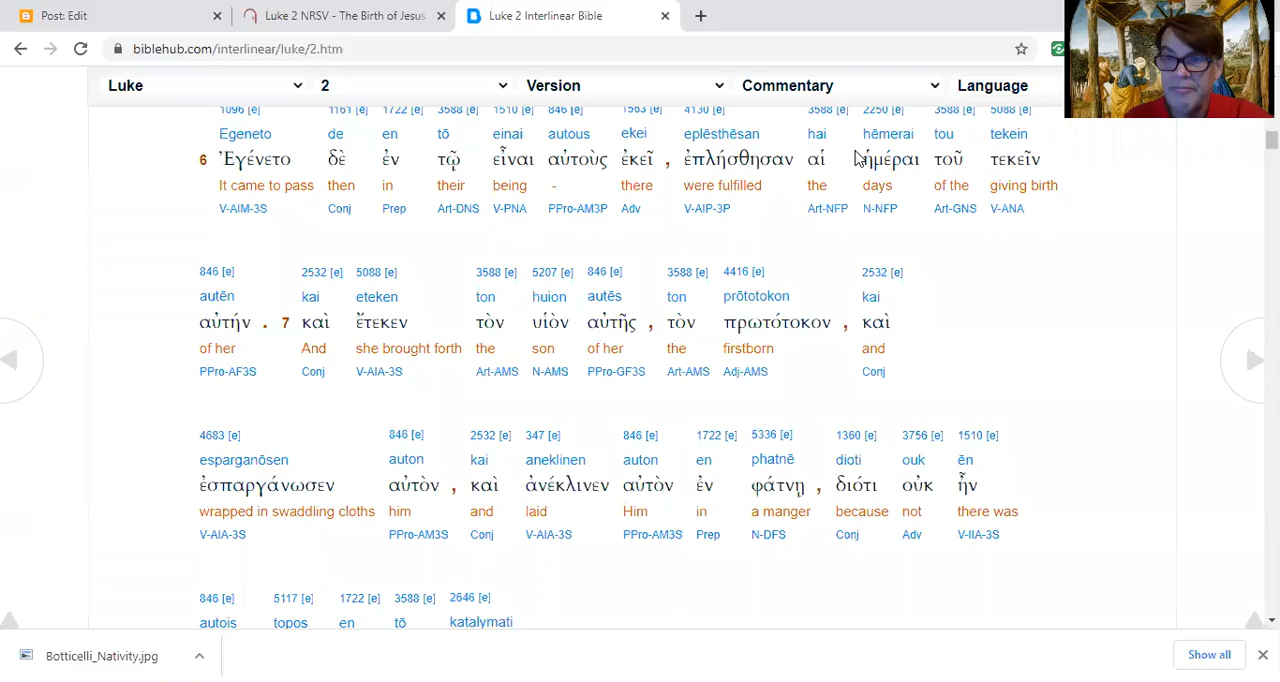 Post: Edit Luke 2 NRSV - The Birth of Jesus Luke 2 Interlinear Bible
biblehub.com/interlinear/luke/2.htm
Luke 2 Version Commentary Language
1096 [e] 1161 [e] 1722 [e] 3588 [e] 1510 [e] 846 [e] 1563 [e] 4130 [e] 3588 [e] 2250 [e] 3588 [e] 5088 [e]
Egeneto de en tō einai autous ekei eplēsthēsan hai hēmerai tou tekein
6 Ἐγένετο δὲ ἐν τῷ εἶναι αὐτοὺς ἐκεῖ , ἐπλήσθησαν αἱ ἡμέραι τοῦ τεκεῖν
It came to pass then in their being - there were fulfilled the days of the giving birth
V-AIM-3S Conj Prep Art-DNS V-PNA PPro-AM3P Adv V-AIP-3P Art-NFP N-NFP Art-GNS V-ANA
846 [e] 2532 [e] 5088 [e] 3588 [e] 5207 [e] 846 [e] 3588 [e] 4416 [e] 2532 [e]
autēn kai eteken ton huion autēs ton prōtotokon kai
αὐτήν . 7 καὶ ἔτεκεν τὸν υἱὸν αὐτῆς , τὸν πρωτότοκον , καὶ
of her And she brought forth the son of her the firstborn and
PPro-AF3S Conj V-AIA-3S Art-AMS N-AMS PPro-GF3S Art-AMS Adj-AMS Conj
4683 [e] 846 [e] 2532 [e] 347 [e] 846 [e] 1722 [e] 5336 [e] 1360 [e] 3756 [e] 1510 [e]
esparganōsen auton kai aneklinen auton en phatnē dioti ouk ēn
ἐσπαργάνωσεν αὐτὸν , καὶ ἀνέκλινεν αὐτὸν ἐν φάτνῃ , διότι οὐκ ἦν
wrapped in swaddling cloths him and laid Him in a manger because not there was
V-AIA-3S PPro-AM3S Conj V-AIA-3S PPro-AM3S Prep N-DFS Conj Adv V-IIA-3S
846 [e] 5117 [e] 1722 [e] 3588 [e] 2646 [e]
autois topos en tō katalymati
Botticelli_Nativity.jpg Show all